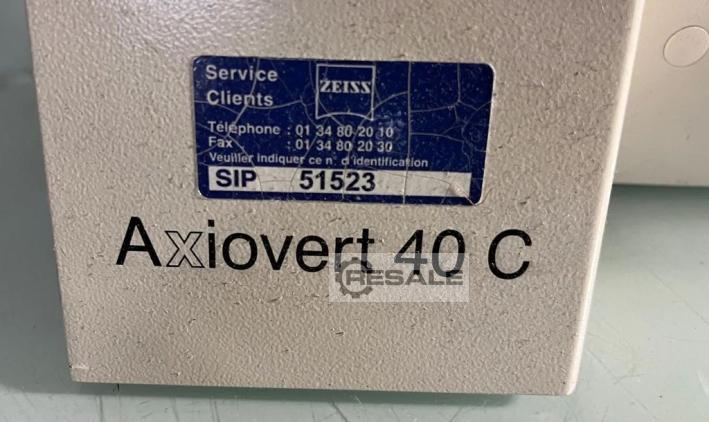 Service
Clients
ZEISS
Téléphone : 01 34 80 20 10
Fax : 01 34 80 20 30
Veuiller indiquer ce n°. d'identification
SIP 51523
Axiovert 40 C
RESALE